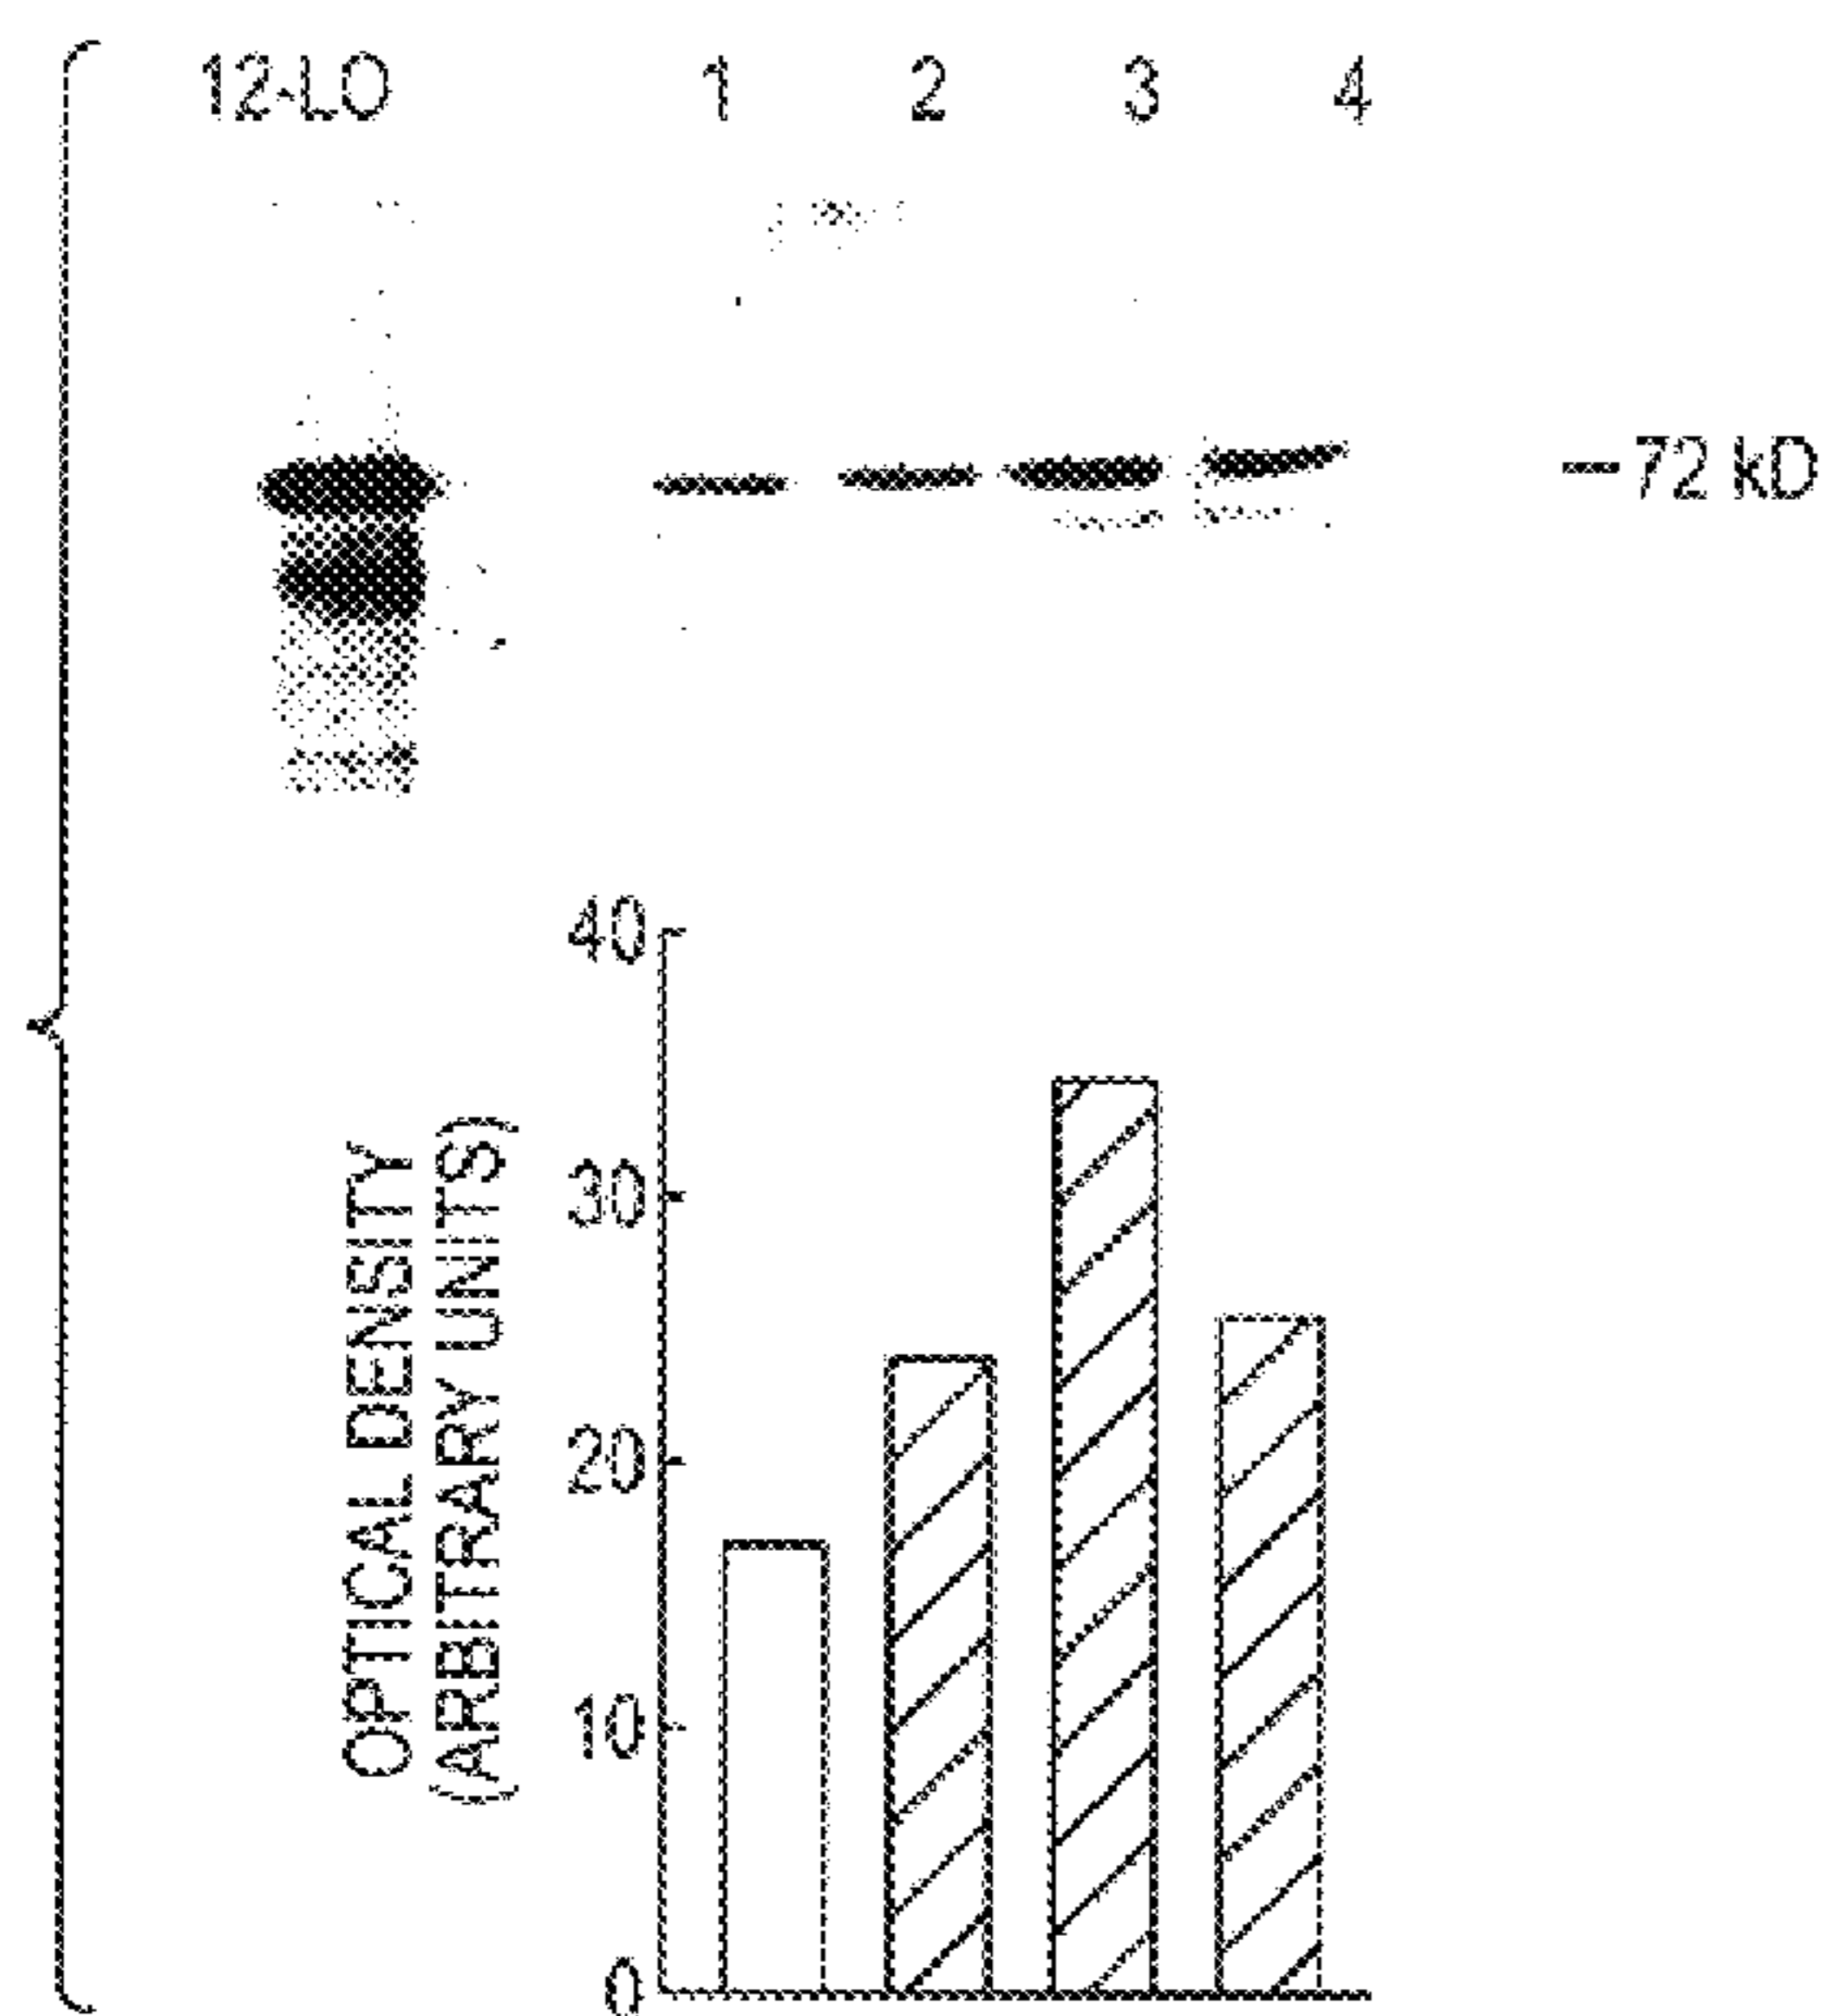 12-LO 1 2 3 4
—72 kD
40
30
20
10
0
OPTICAL DENSITY
(ARBITRARY UNITS)